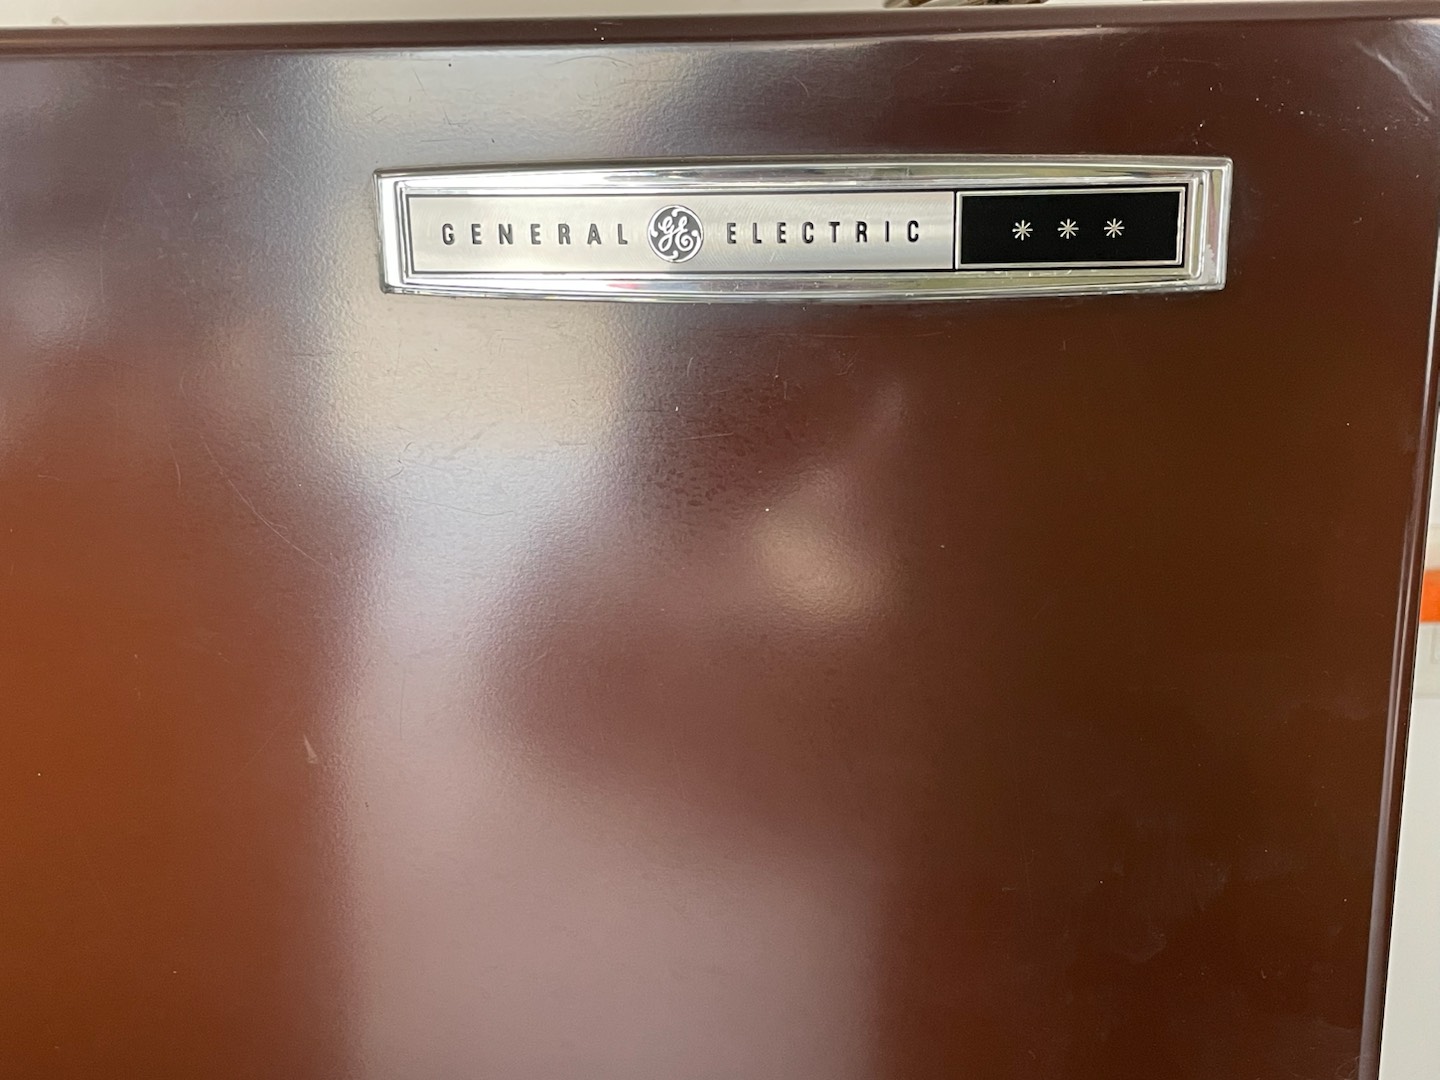 GENERAL GE ELECTRIC ***